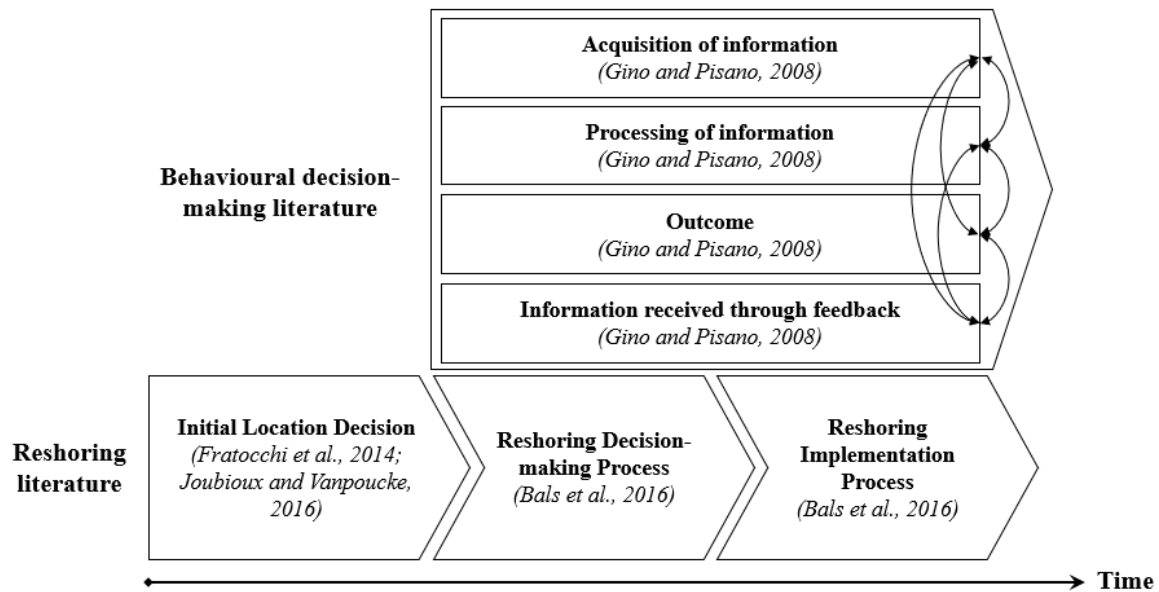 Acquisition of information
(Gino and Pisano, 2008)
Processing of information
(Gino and Pisano, 2008)
Behavioural decision-
making literature
Outcome
(Gino and Pisano, 2008)
Information received through feedback
(Gino and Pisano, 2008)
Reshoring
literature
Initial Location Decision
(Fratocchi et al., 2014;
Joubioux and Vanpoucke,
2016)
Reshoring Decision-
making Process
(Bals et al., 2016)
Reshoring
Implementation
Process
(Bals et al., 2016)
Time